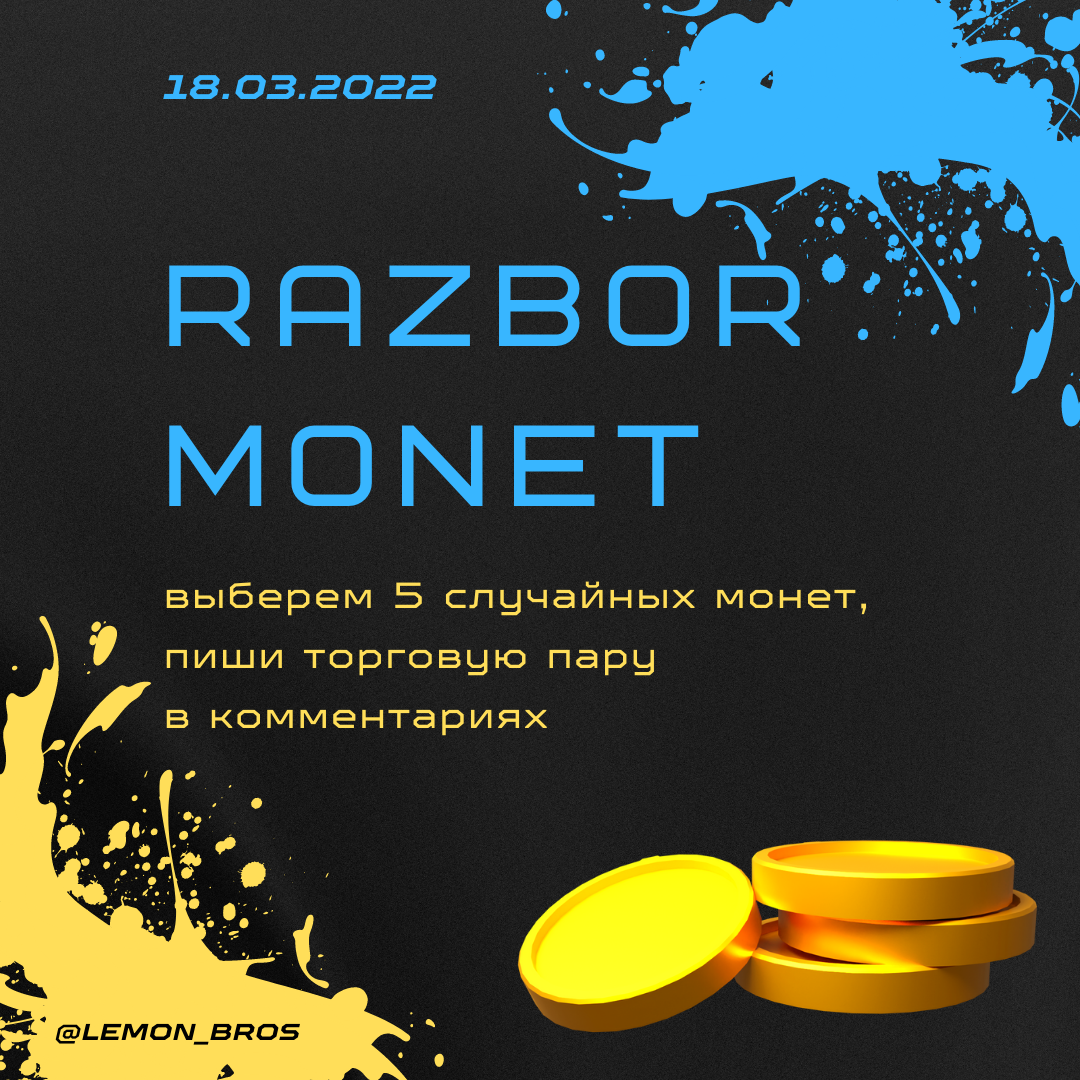 18.03.2022
RAZBOR
MONET
выберем 5 случайных монет,
пиши торговую пару
в комментариях
@LEMON_BROS